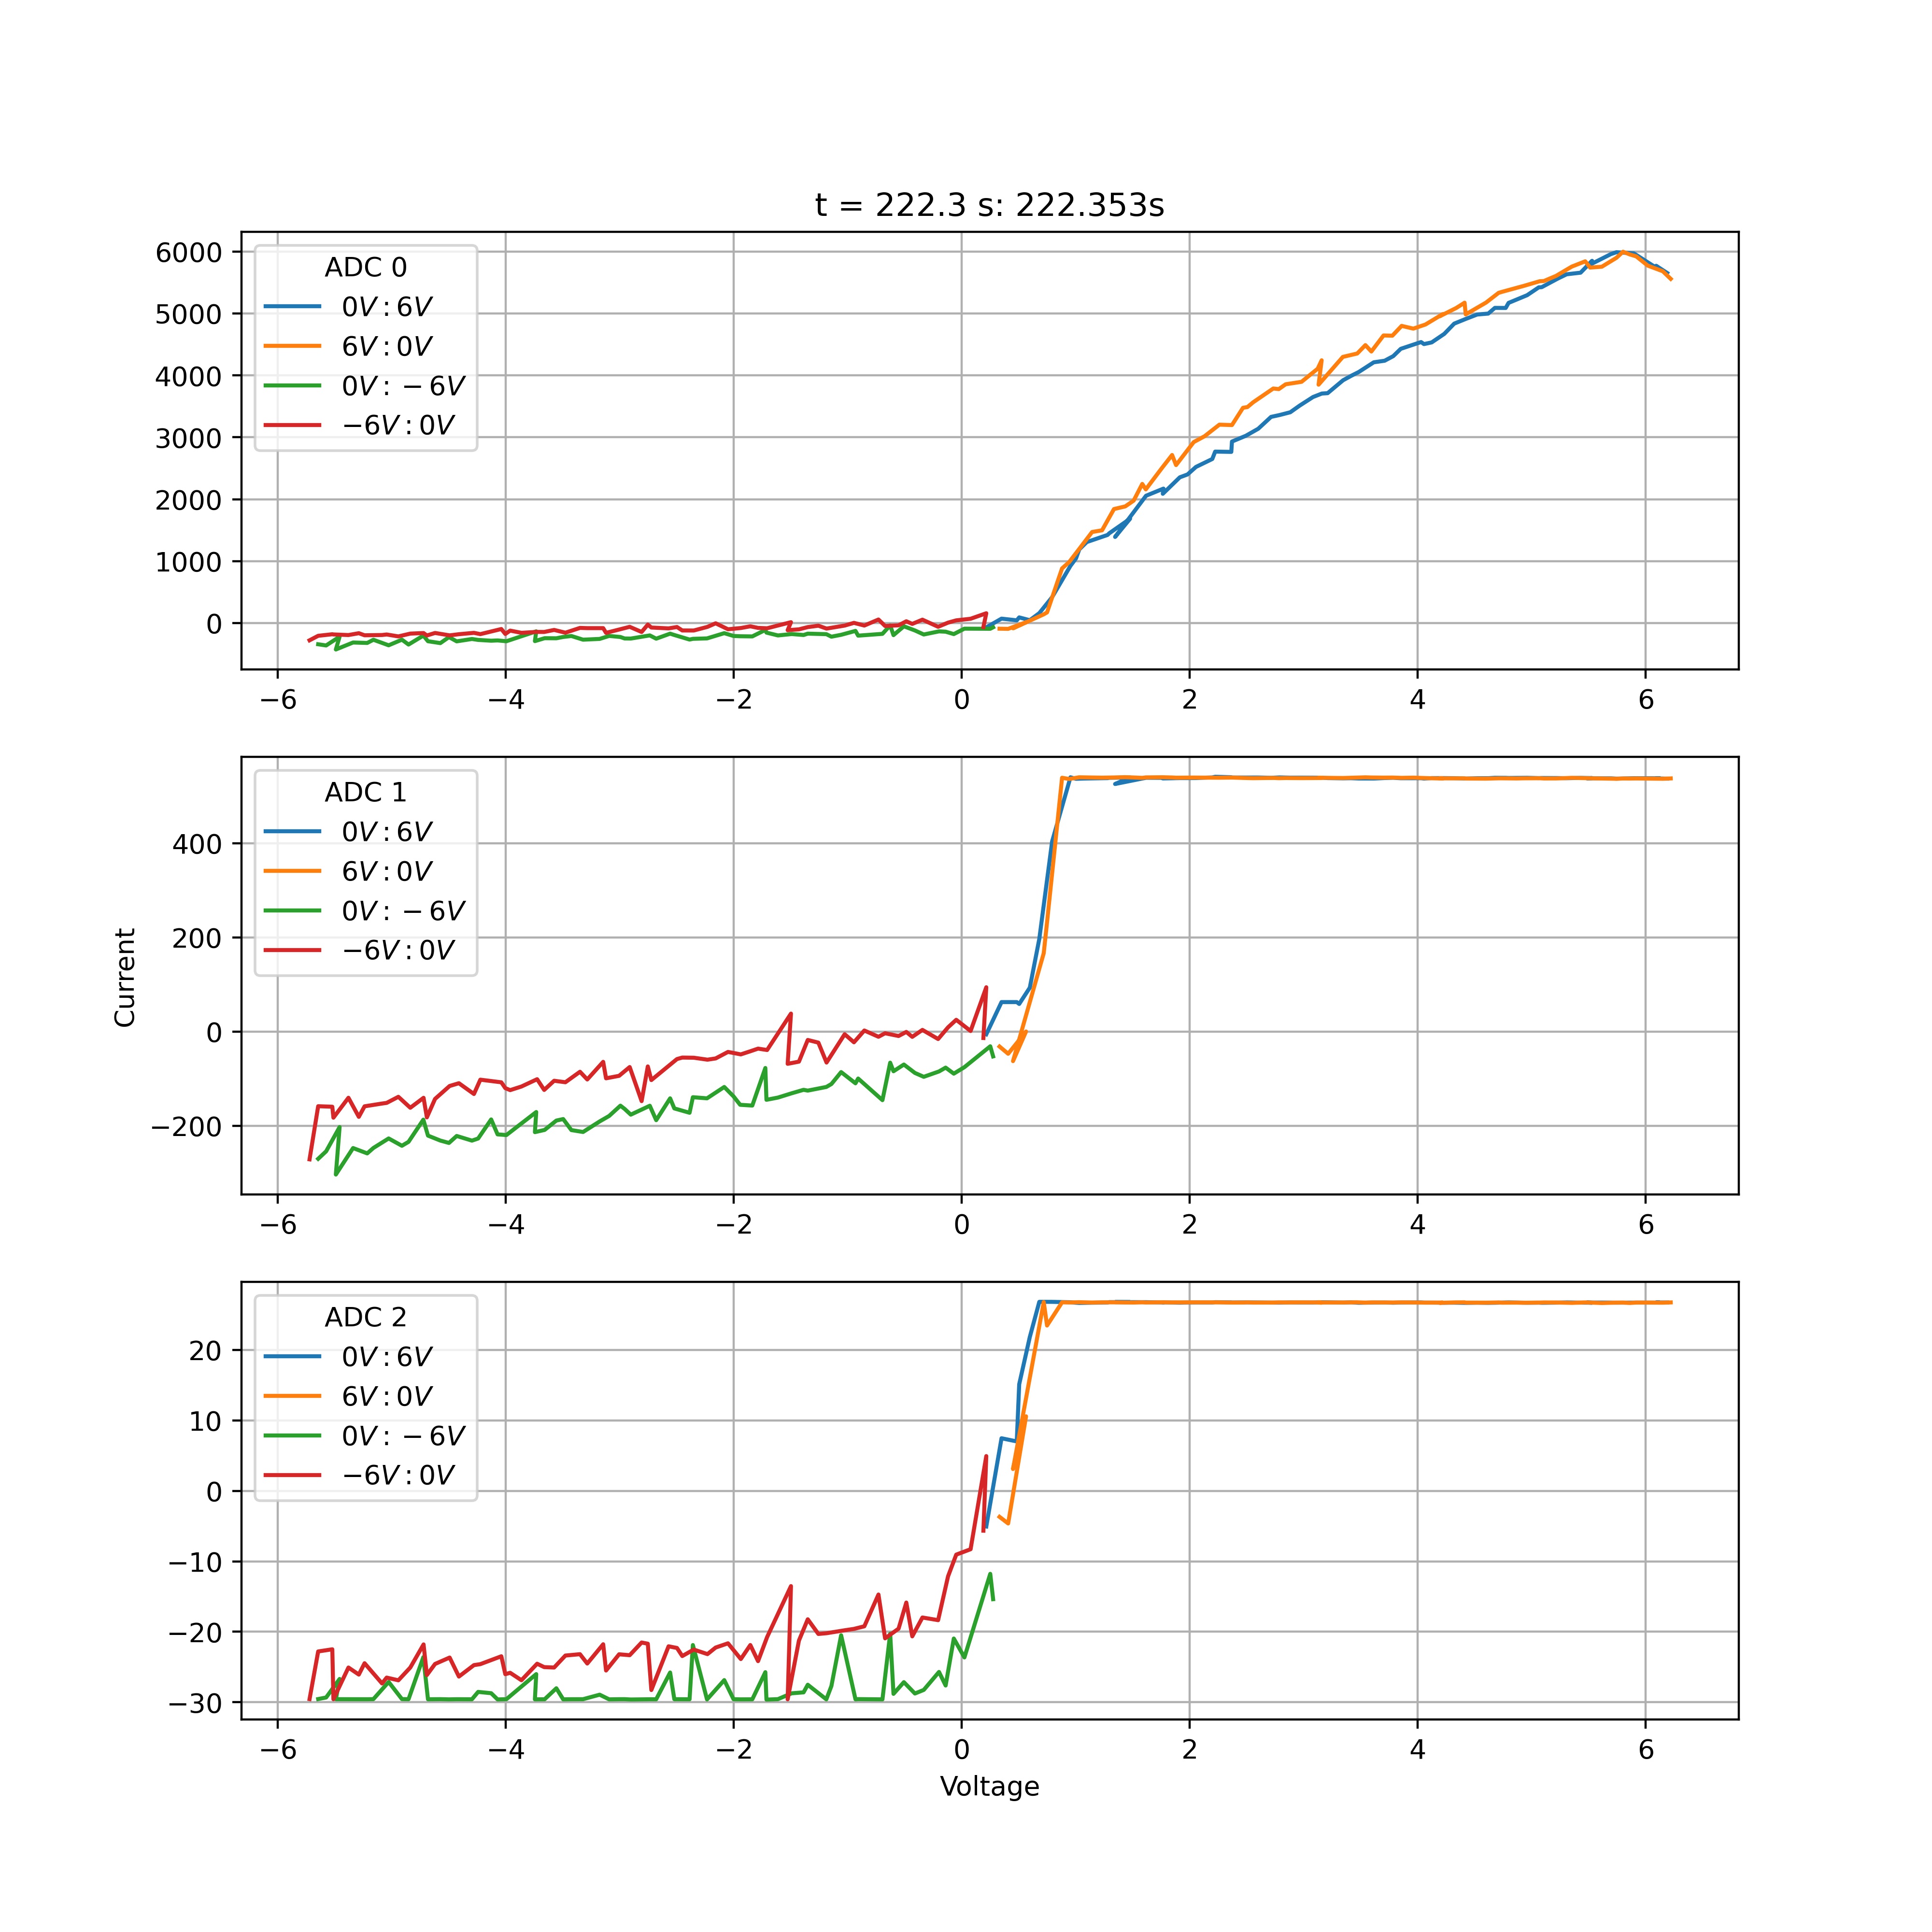 t = 222.3 s: 222.353s
6000
5000
4000
3000
2000
1000
0
ADC 0
0V : 6V
6V : 0V
0V : −6V
−6V : 0V
−6 −4 −2 0 2 4 6
Current
400
200
0
−200
ADC 1
0V : 6V
6V : 0V
0V : −6V
−6V : 0V
−6 −4 −2 0 2 4 6
20
10
0
−10
−20
−30
ADC 2
0V : 6V
6V : 0V
0V : −6V
−6V : 0V
−6 −4 −2 0 2 4 6
Voltage